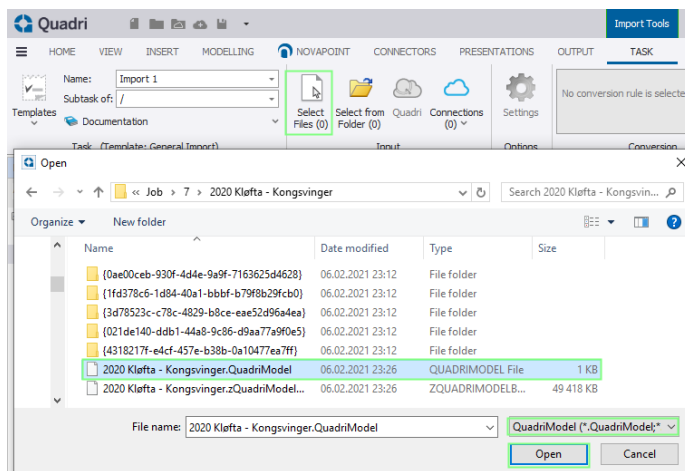 Quadri
Import Tools
HOME VIEW INSERT MODELLING NOVAPOINT CONNECTORS PRESENTATIONS OUTPUT TASK
Name: Import 1
Subtask of: /
Documentation
Templates
Select Files (0)
Select from Folder (0)
Quadri
Connections (0)
Settings
No conversion rule is selecte
Task (Template: General Import) Input Options Conversion
Open
« Job › 7 › 2020 Kløfta - Kongsvinger
Search 2020 Kløfta - Kongsvin...
Organize New folder
Name Date modified Type Size
{0ae00ceb-930f-4d4e-9a9f-7163625d4628} 06.02.2021 23:12 File folder
{1fd378c6-1d84-40a1-bbbf-b79f8b29fcb0} 06.02.2021 23:12 File folder
{3d78523c-c78c-4829-b8ce-eae52d96a4ea} 06.02.2021 23:12 File folder
{021de140-ddb1-44a8-9c86-d9aa77a9f0e5} 06.02.2021 23:12 File folder
{4318217f-e4cf-457e-b38b-0a10477ea7ff} 06.02.2021 23:12 File folder
2020 Kløfta - Kongsvinger.QuadriModel 06.02.2021 23:26 QUADRIMODEL File 1 KB
2020 Kløfta - Kongsvinger.zQuadriModel... 06.02.2021 23:26 ZQUADRIMODELB... 49 418 KB
File name: 2020 Kløfta - Kongsvinger.QuadriModel QuadriModel (*.QuadriModel;*
Open Cancel